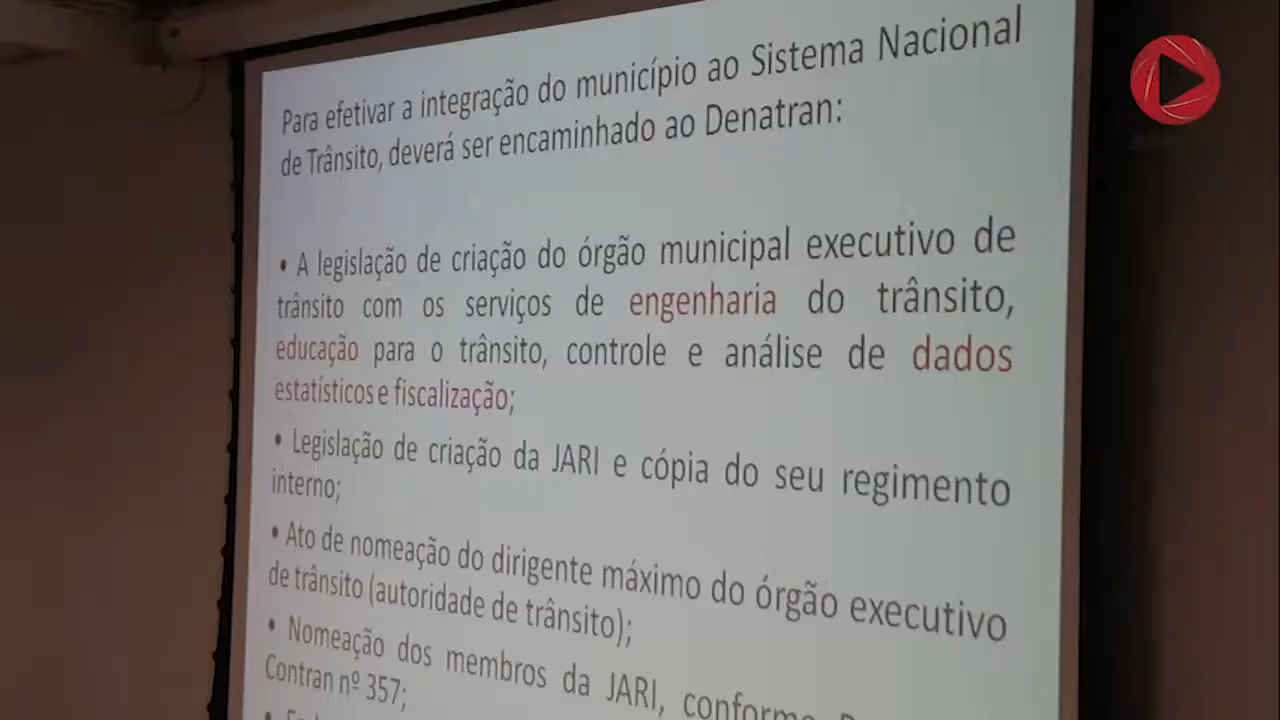 Para efetivar a integração do município ao Sistema Nacional
de Trânsito, deverá ser encaminhado ao Denatran:
• A legislação de criação do órgão municipal executivo de
trânsito com os serviços de engenharia do trânsito,
educação para o trânsito, controle e análise de dados
estatísticos e fiscalização;
• Legislação de criação da JARI e cópia do seu regimento
interno;
• Ato de nomeação do dirigente máximo do órgão executivo
de trânsito (autoridade de trânsito);
• Nomeação dos membros da JARI, conforme
Contran nº 357;
•